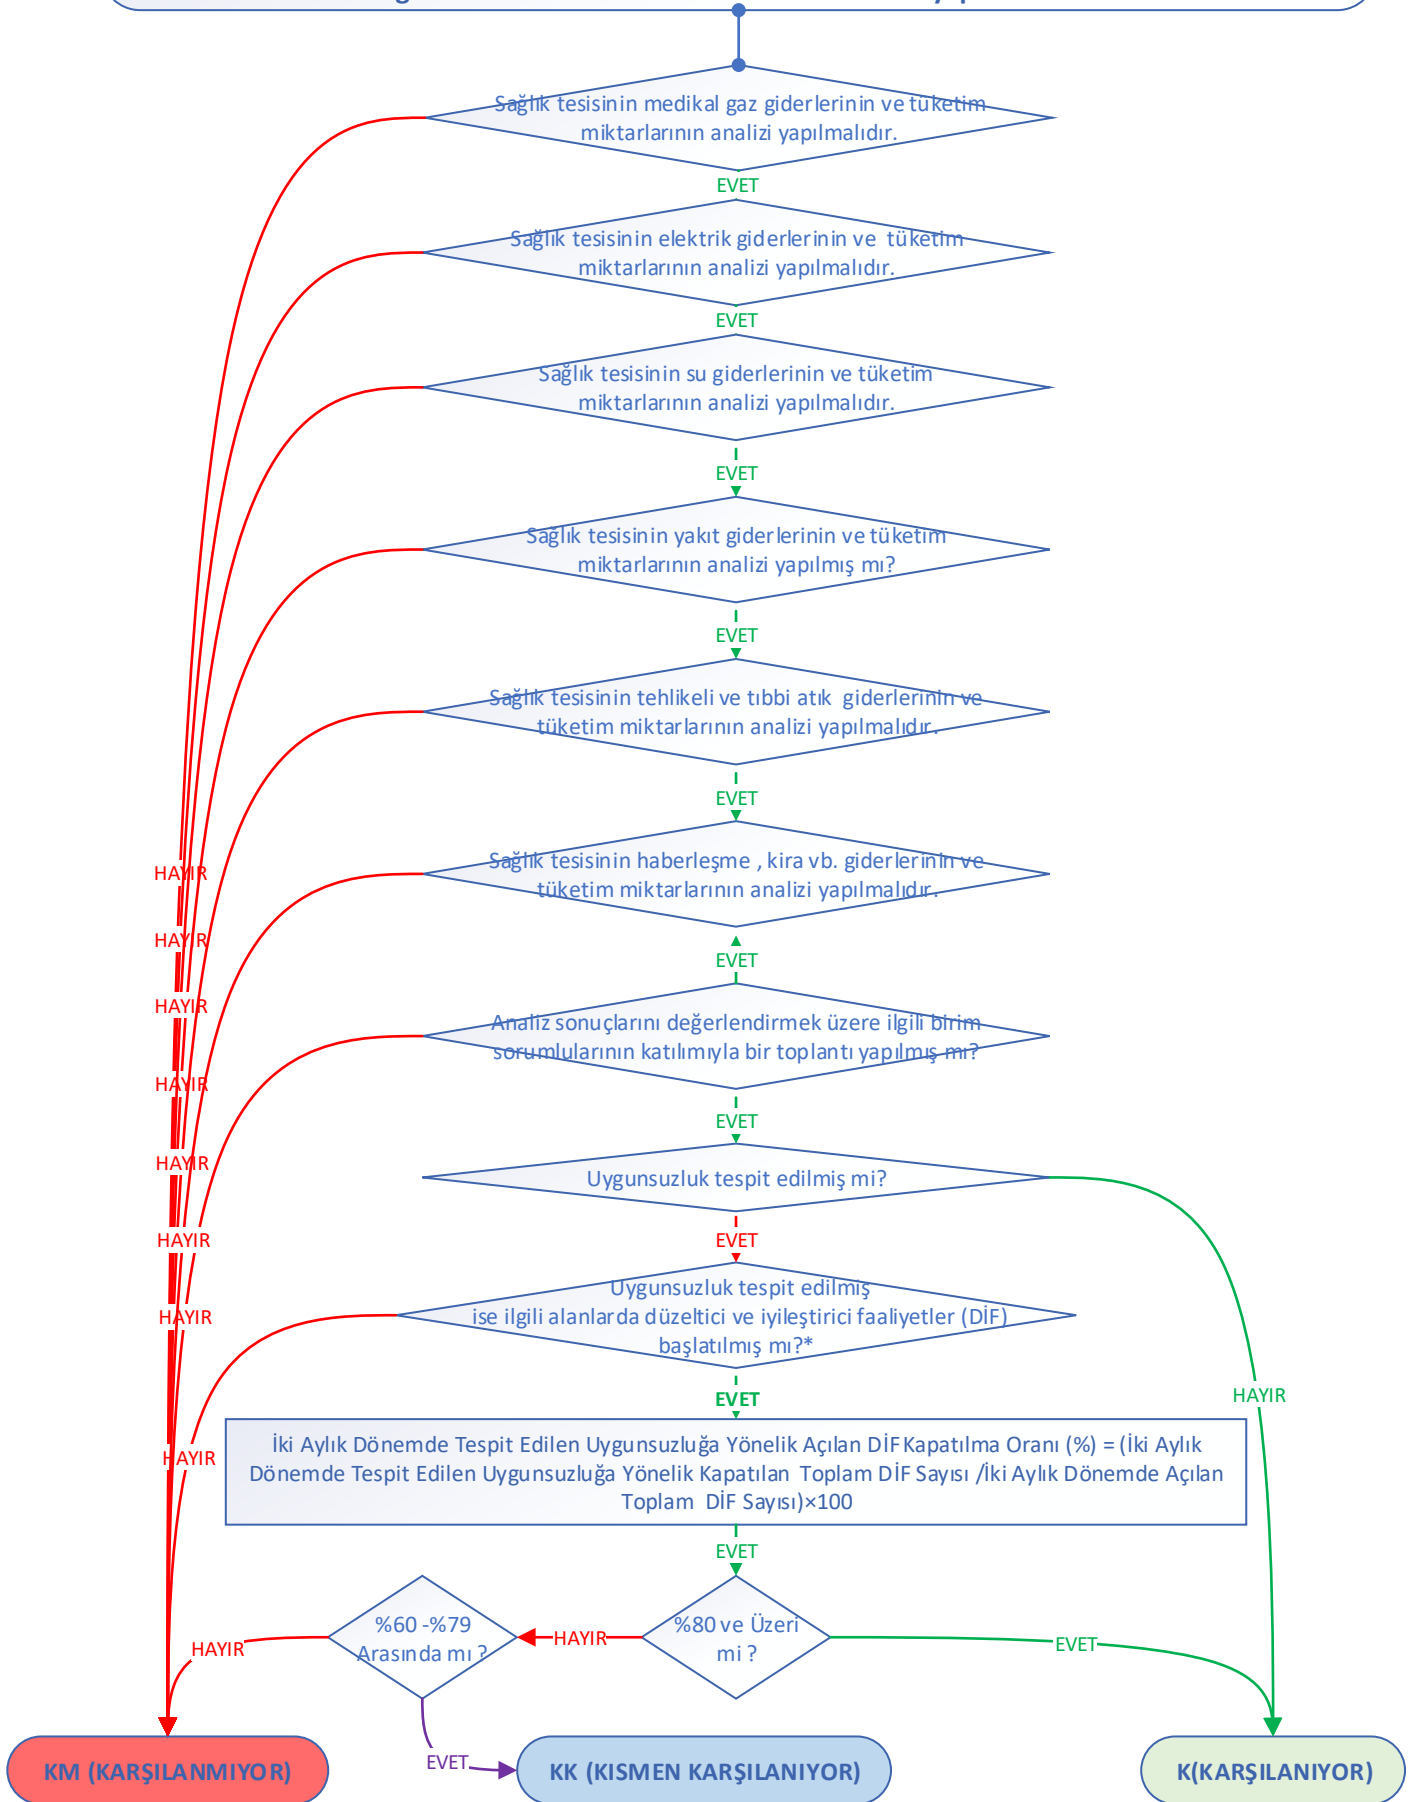 Sağlık tesisinin medikal gaz giderlerinin ve tüketim
miktarlarının analizi yapılmalıdır.
EVET
Sağlık tesisinin elektrik giderlerinin ve tüketim
miktarlarının analizi yapılmalıdır.
EVET
Sağlık tesisinin su giderlerinin ve tüketim
miktarlarının analizi yapılmalıdır.
EVET
Sağlık tesisinin yakıt giderlerinin ve tüketim
miktarlarının analizi yapılmış mı?
EVET
Sağlık tesisinin tehlikeli ve tıbbi atık giderlerinin ve
tüketim miktarlarının analizi yapılmalıdır.
EVET
Sağlık tesisinin haberleşme , kira vb. giderlerinin ve
tüketim miktarlarının analizi yapılmalıdır.
HAYIR
HAYIR
EVET
HAYIR
Analiz sonuçlarını değerlendirmek üzere ilgili birim
sorumlularının katılımıyla bir toplantı yapılmış mı?
HAYIR
EVET
HAYIR
Uygunsuzluk tespit edilmiş mi?
HAYIR
EVET
Uygunsuzluk tespit edilmiş
ise ilgili alanlarda düzeltici ve iyileştirici faaliyetler (DİF)
başlatılmış mı?*
HAYIR
EVET
HAYIR
HAYIR
İki Aylık Dönemde Tespit Edilen Uygunsuzluğa Yönelik Açılan DİF Kapatılma Oranı (%) = (İki Aylık
Dönemde Tespit Edilen Uygunsuzluğa Yönelik Kapatılan Toplam DİF Sayısı /İki Aylık Dönemde Açılan
Toplam DİF Sayısı)×100
EVET
%60 -%79
Arasında mı ?
HAYIR
%80 ve Üzeri
mi ?
HAYIR
EVET
EVET
KM (KARŞILANMIYOR)
KK (KISMEN KARŞILANIYOR)
K(KARŞILANIYOR)